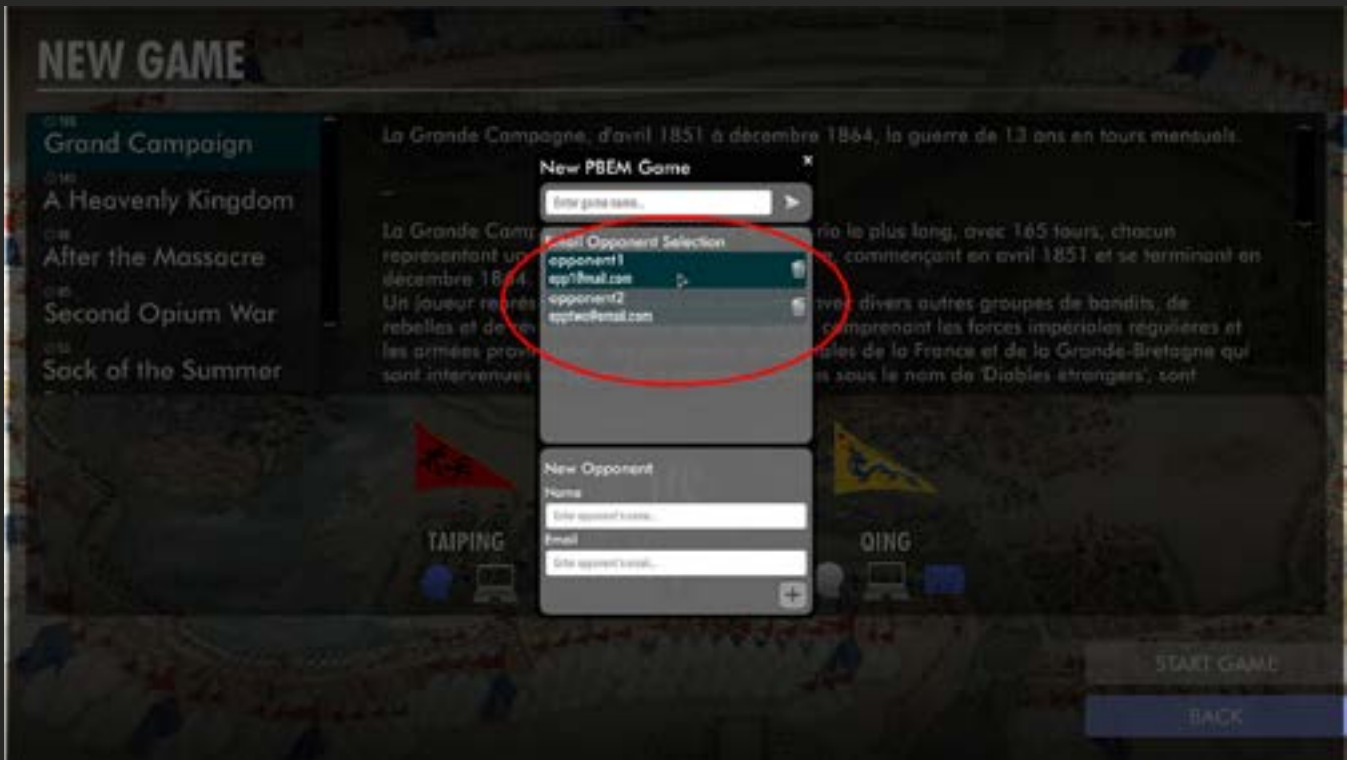 NEW GAME
Grand Campaign
A Heavenly Kingdom
After the Massacre
Second Opium War
Sack of the Summer
La Grande Campagne, d'avril 1851 à décembre 1864, la guerre de 13 ans en tours mensuels.
La Grande Camp
rio le plus long, avec 165 tours, chacun
représentant un
, commençant en avril 1851 et se terminant en
décembre 18
Un joueur représ
avec divers autres groupes de bandits, de
rebelles et de
comprenant les forces impériales régulières et
les armées prov
ales de la France et de la Grande-Bretagne qui
sont intervenues
s sous le nom de 'Diables étrangers', sont
New PBEM Game
x
Enter game name...
Email Opponent Selection
opponent1
opp1@mail.com
opponent2
opptwo@email.com
New Opponent
Name
Enter opponent's name...
Email
Enter opponent's email...
+
TAIPING
QING
START GAME
BACK